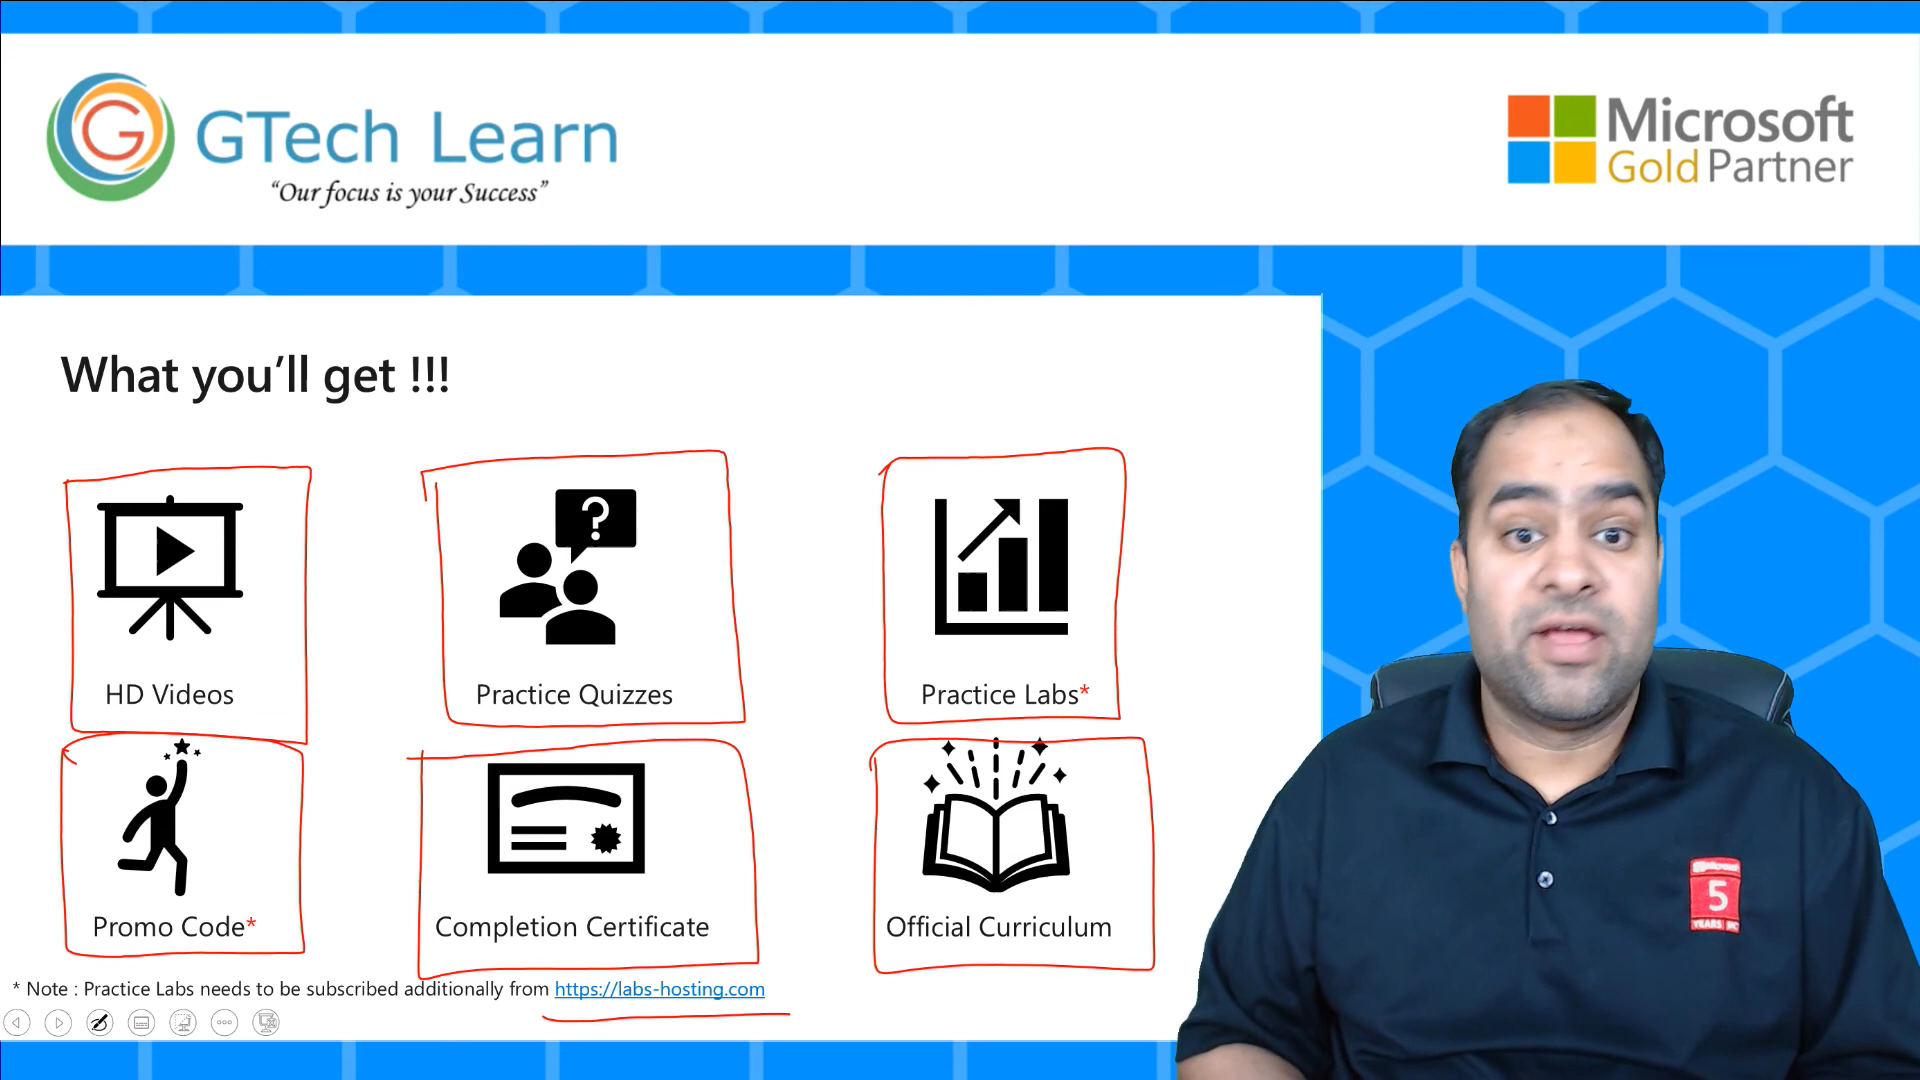 G GTech Learn
"Our focus is your Success"
Microsoft
Gold Partner
What you'll get !!!
?
HD Videos
Practice Quizzes
Practice Labs*
Promo Code*
Completion Certificate
Official Curriculum
5
YEARS
* Note : Practice Labs needs to be subscribed additionally from https://labs-hosting.com